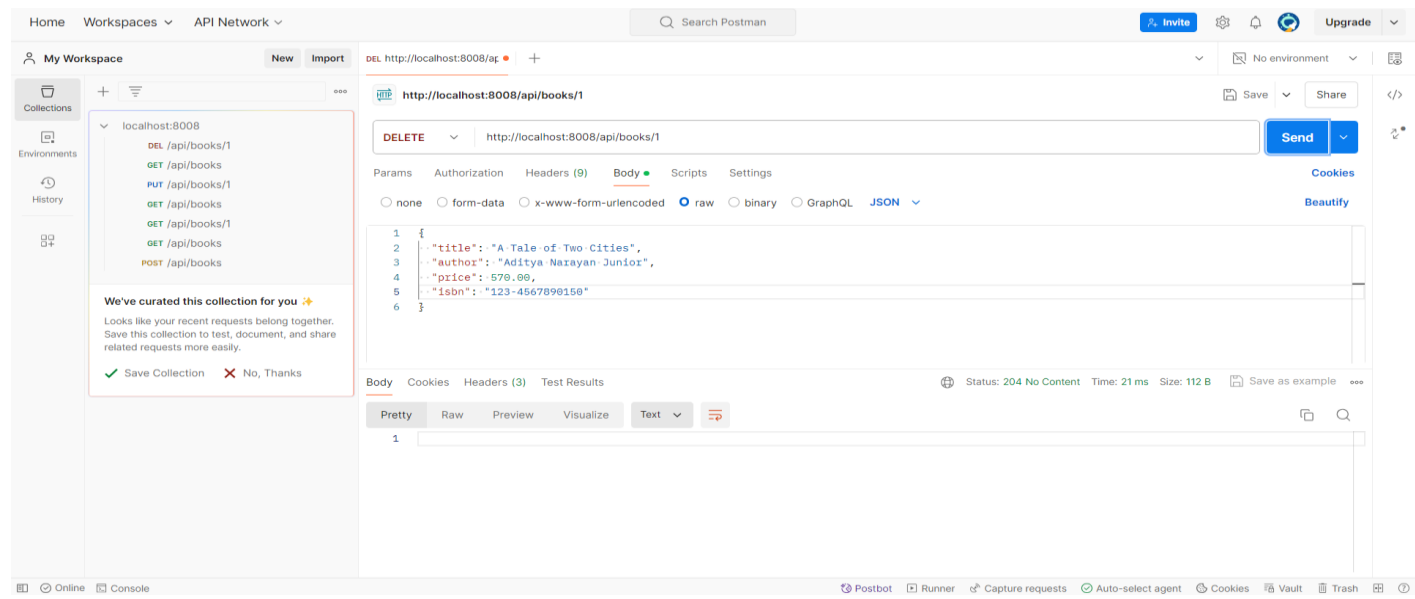 Home Workspaces API Network Search Postman Invite Upgrade
My Workspace New Import DEL http://localhost:8008/ap No environment
Collections
Environments
History
localhost:8008
DEL /api/books/1
GET /api/books
PUT /api/books/1
GET /api/books
GET /api/books/1
GET /api/books
POST /api/books
We've curated this collection for you
Looks like your recent requests belong together.
Save this collection to test, document, and share
related requests more easily.
Save Collection No, Thanks
HTTP http://localhost:8008/api/books/1 Save Share
DELETE http://localhost:8008/api/books/1 Send
Params Authorization Headers (9) Body Scripts Settings Cookies
none form-data x-www-form-urlencoded raw binary GraphQL JSON Beautify
1 {
2 "title": "A Tale of Two Cities",
3 "author": "Aditya Narayan Junior",
4 "price": 570.00,
5 "isbn": "123-4567890150"
6 }
Body Cookies Headers (3) Test Results Status: 204 No Content Time: 21 ms Size: 112 B Save as example
Pretty Raw Preview Visualize Text
1
Online Console Postbot Runner Capture requests Auto-select agent Cookies Vault Trash